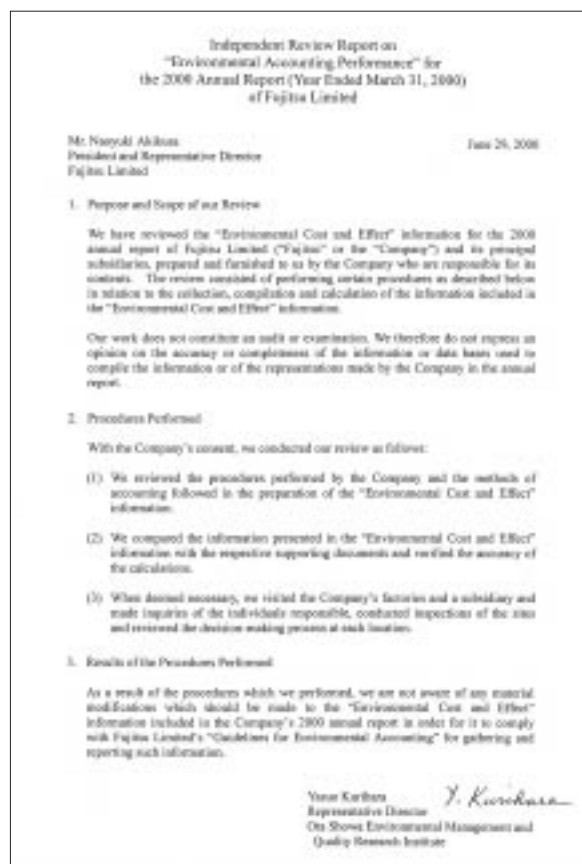 Independent Review Report on
"Environmental Accounting Performance" for
the 2000 Annual Report (Year Ended March 31, 2000)
of Fujitsu Limited
Mr. Naoyuki Akikusa
June 29, 2000
President and Representative Director
Fujitsu Limited
1. Purpose and Scope of our Review
We have reviewed the "Environmental Cost and Effect" information for the 2000
annual report of Fujitsu Limited ("Fujitsu" or the "Company") and its principal
subsidiaries, prepared and furnished to us by the Company who are responsible for its
contents. The review consisted of performing certain procedures as described below
in relation to the collection, compilation and calculation of the information included in
the "Environmental Cost and Effect" information.
Our work does not constitute an audit or examination. We therefore do not express an
opinion on the accuracy or completeness of the information or data bases used to
compile the information or of the representations made by the Company in the annual
report.
2. Procedures Performed
With the Company's consent, we conducted our review as follows:
(1) We reviewed the procedures performed by the Company and the methods of
accounting followed in the preparation of the "Environmental Cost and Effect"
information.
(2) We compared the information presented in the "Environmental Cost and Effect"
information with the respective supporting documents and verified the accuracy of
the calculations.
(3) When deemed necessary, we visited the Company's factories and a subsidiary and
made inquiries of the individuals responsible, conducted inspections of the sites
and reviewed the decision making process at each location.
3. Results of the Procedures Performed
As a result of the procedures which we performed, we are not aware of any material
modifications which should be made to the "Environmental Cost and Effect"
information included in the Company's 2000 annual report in order for it to comply
with Fujitsu Limited's "Guidelines for Environmental Accounting" for gathering and
reporting such information.
Y. Kurihara
Yasuo Kurihara
Representative Director
Ota Showa Environmental Management and
Quality Research Institute